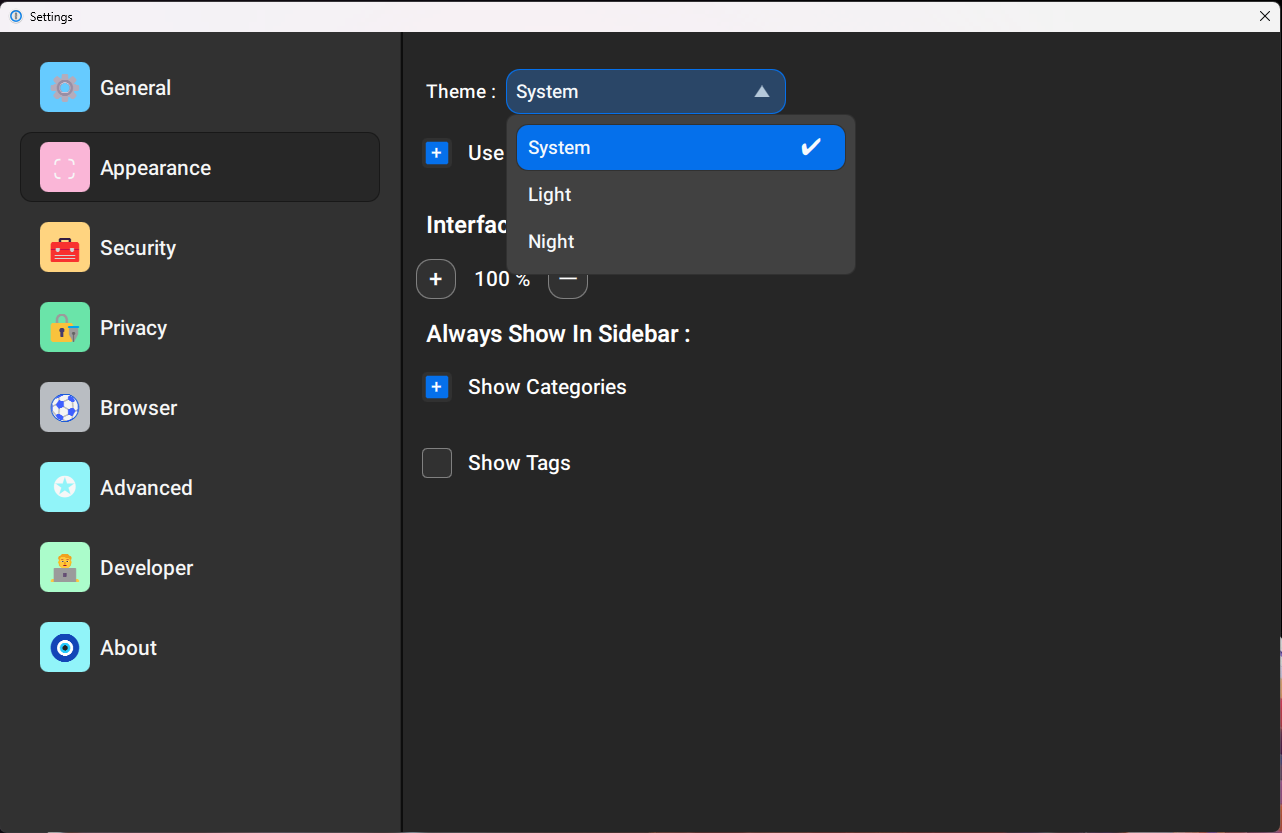 Settings
General
Appearance
Security
Privacy
Browser
Advanced
Developer
About
Theme : System
System
Light
Night
Use
Interfac
100 %
Always Show In Sidebar :
Show Categories
Show Tags